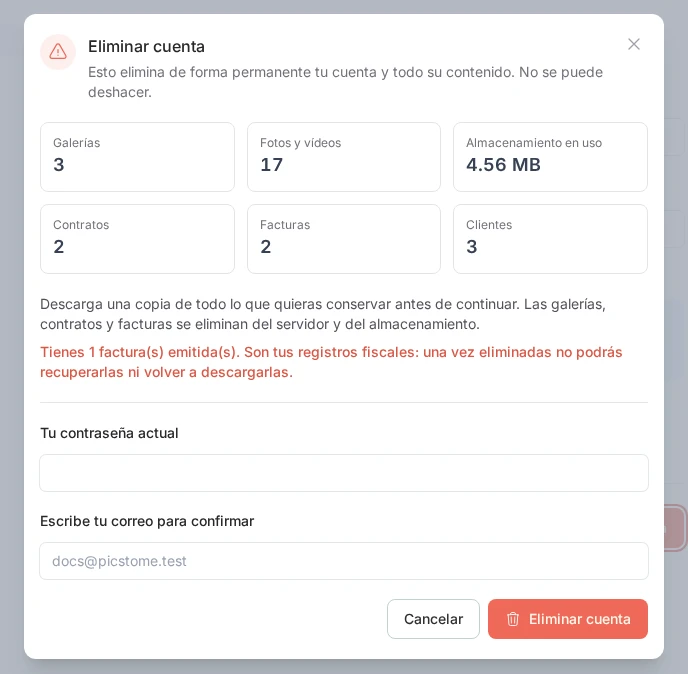 Eliminar cuenta
Esto elimina de forma permanente tu cuenta y todo su contenido. No se puede
deshacer.
Galerías
3
Fotos y vídeos
17
Almacenamiento en uso
4.56 MB
Contratos
2
Facturas
2
Clientes
3
Descarga una copia de todo lo que quieras conservar antes de continuar. Las galerías,
contratos y facturas se eliminan del servidor y del almacenamiento.
Tienes 1 factura(s) emitida(s). Son tus registros fiscales: una vez eliminadas no podrás
recuperarlas ni volver a descargarlas.
Tu contraseña actual
Escribe tu correo para confirmar
docs@picstome.test
Cancelar
Eliminar cuenta